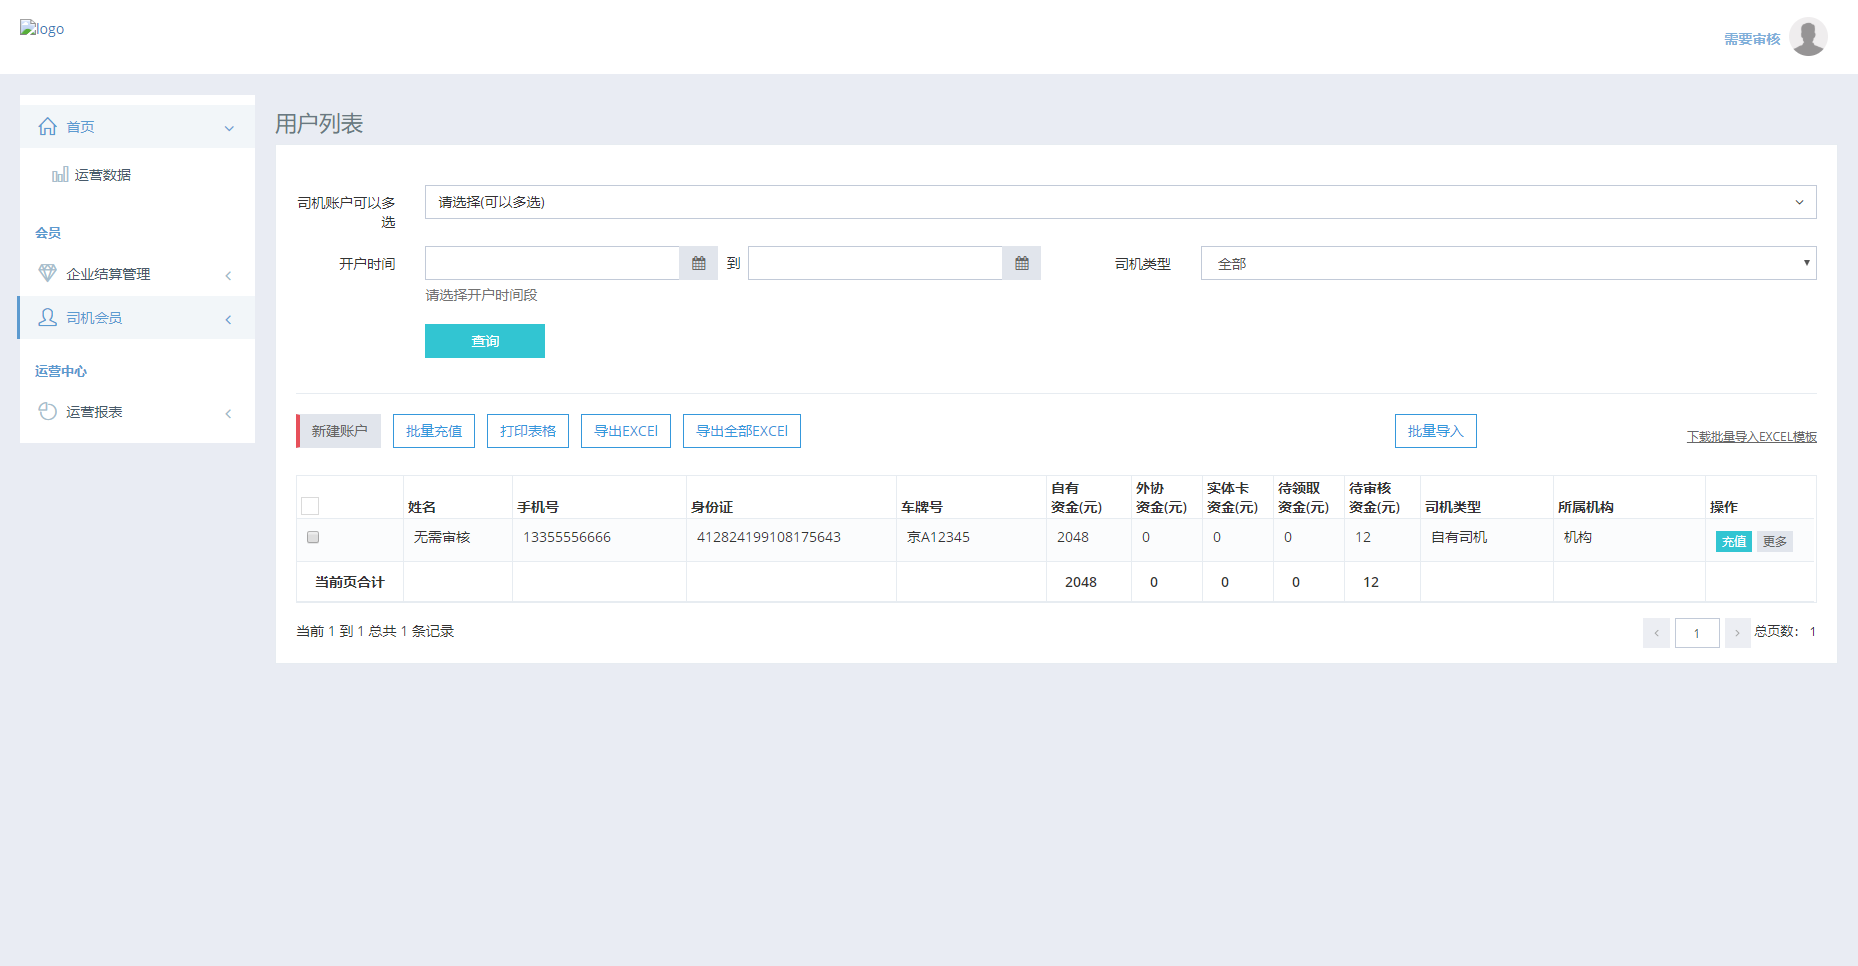 logo
需要审核
首页
运营数据
会员
企业结算管理
司机会员
运营中心
运营报表
用户列表
司机账户可以多
选
请选择(可以多选)
开户时间
到
司机类型
全部
请选择开户时间段
查询
新建账户
批量充值
打印表格
导出EXCEl
导出全部EXCEl
批量导入
下载批量导入EXCEL模板
姓名 手机号 身份证 车牌号 自有 资金(元) 外协 资金(元) 实体卡 资金(元) 待领取 资金(元) 待审核 资金(元) 司机类型 所属机构 操作
无需审核 13355556666 412824199108175643 京A12345 2048 0 0 0 12 自有司机 机构 充值 更多
当前页合计 2048 0 0 0 12
当前 1 到 1 总共 1 条记录
1
总页数： 1